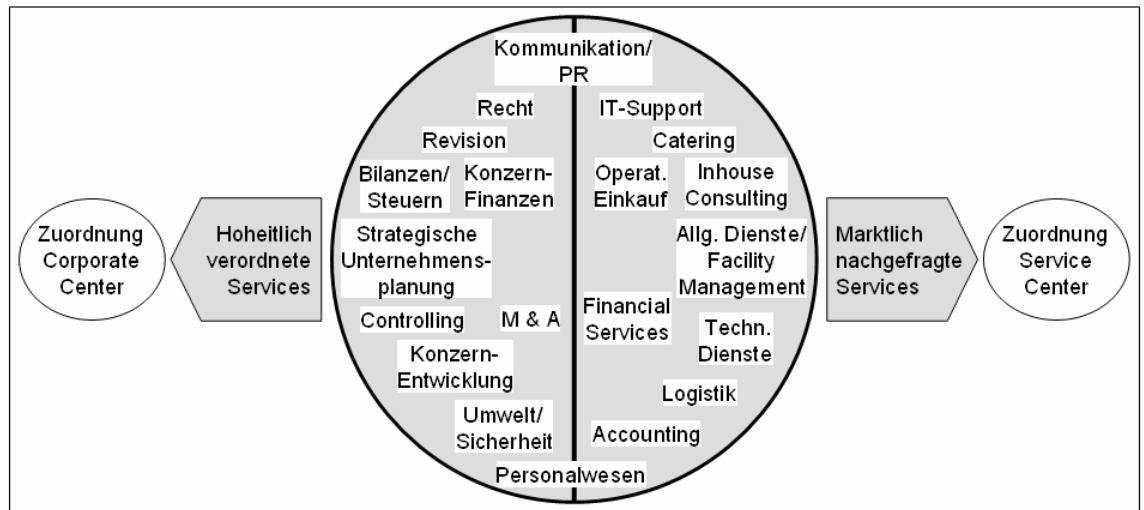 Kommunikation/
PR
Recht
IT-Support
Revision
Catering
Bilanzen/
Steuern
Konzern-
Finanzen
Operat.
Einkauf
Inhouse
Consulting
Zuordnung
Corporate
Center
Hoheitlich
verordnete
Services
Strategische
Unternehmens-
planung
Allg. Dienste/
Facility
Management
Marktlich
nachgefragte
Services
Zuordnung
Service
Center
Controlling
M & A
Financial
Services
Techn.
Dienste
Konzern-
Entwicklung
Logistik
Umwelt/
Sicherheit
Accounting
Personalwesen